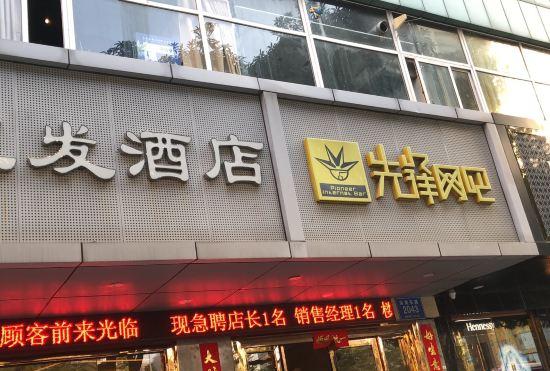 发酒店
Pioneer
Internet Bar
先锋网吧
顾客前来光临 现急聘店长1名 销售经理1名
2043
Hennessy